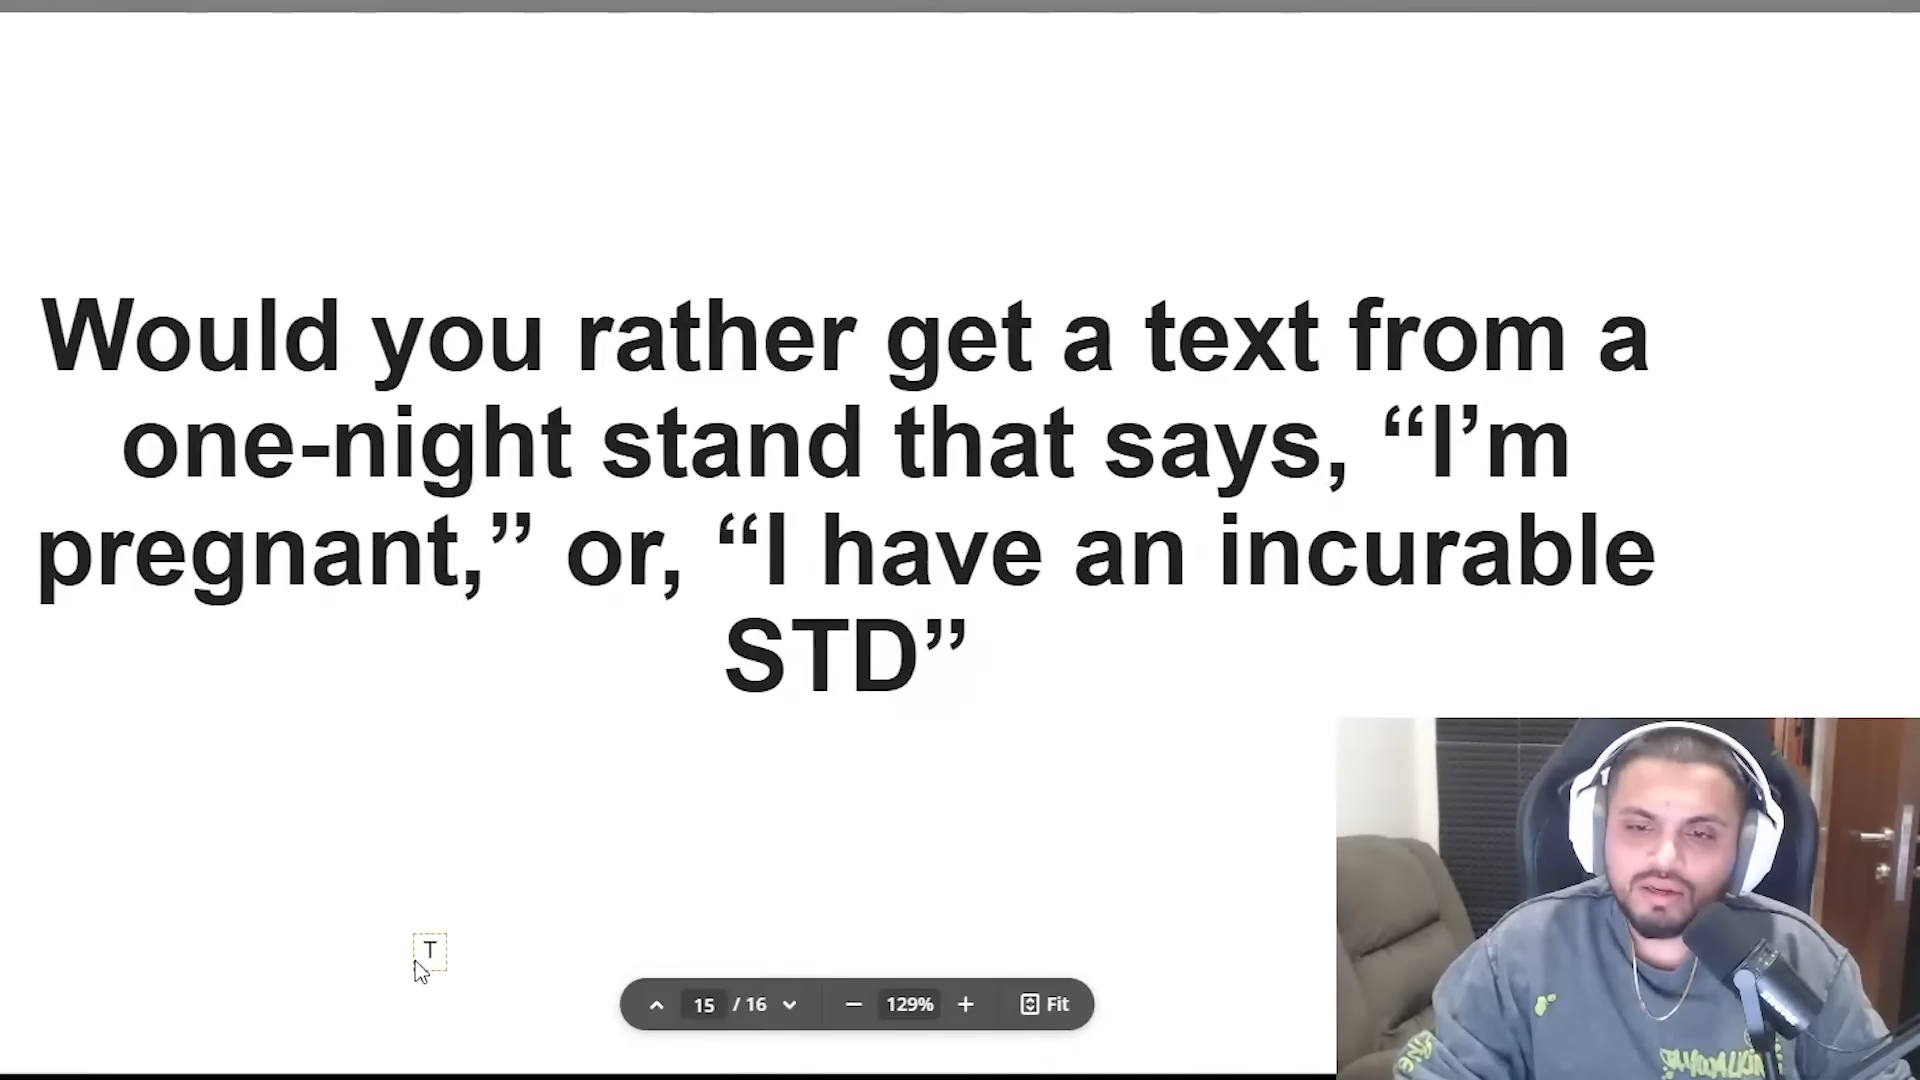 Would you rather get a text from a
one-night stand that says, “I’m
pregnant,” or, “I have an incurable
STD”
T
15 / 16
129%
Fit